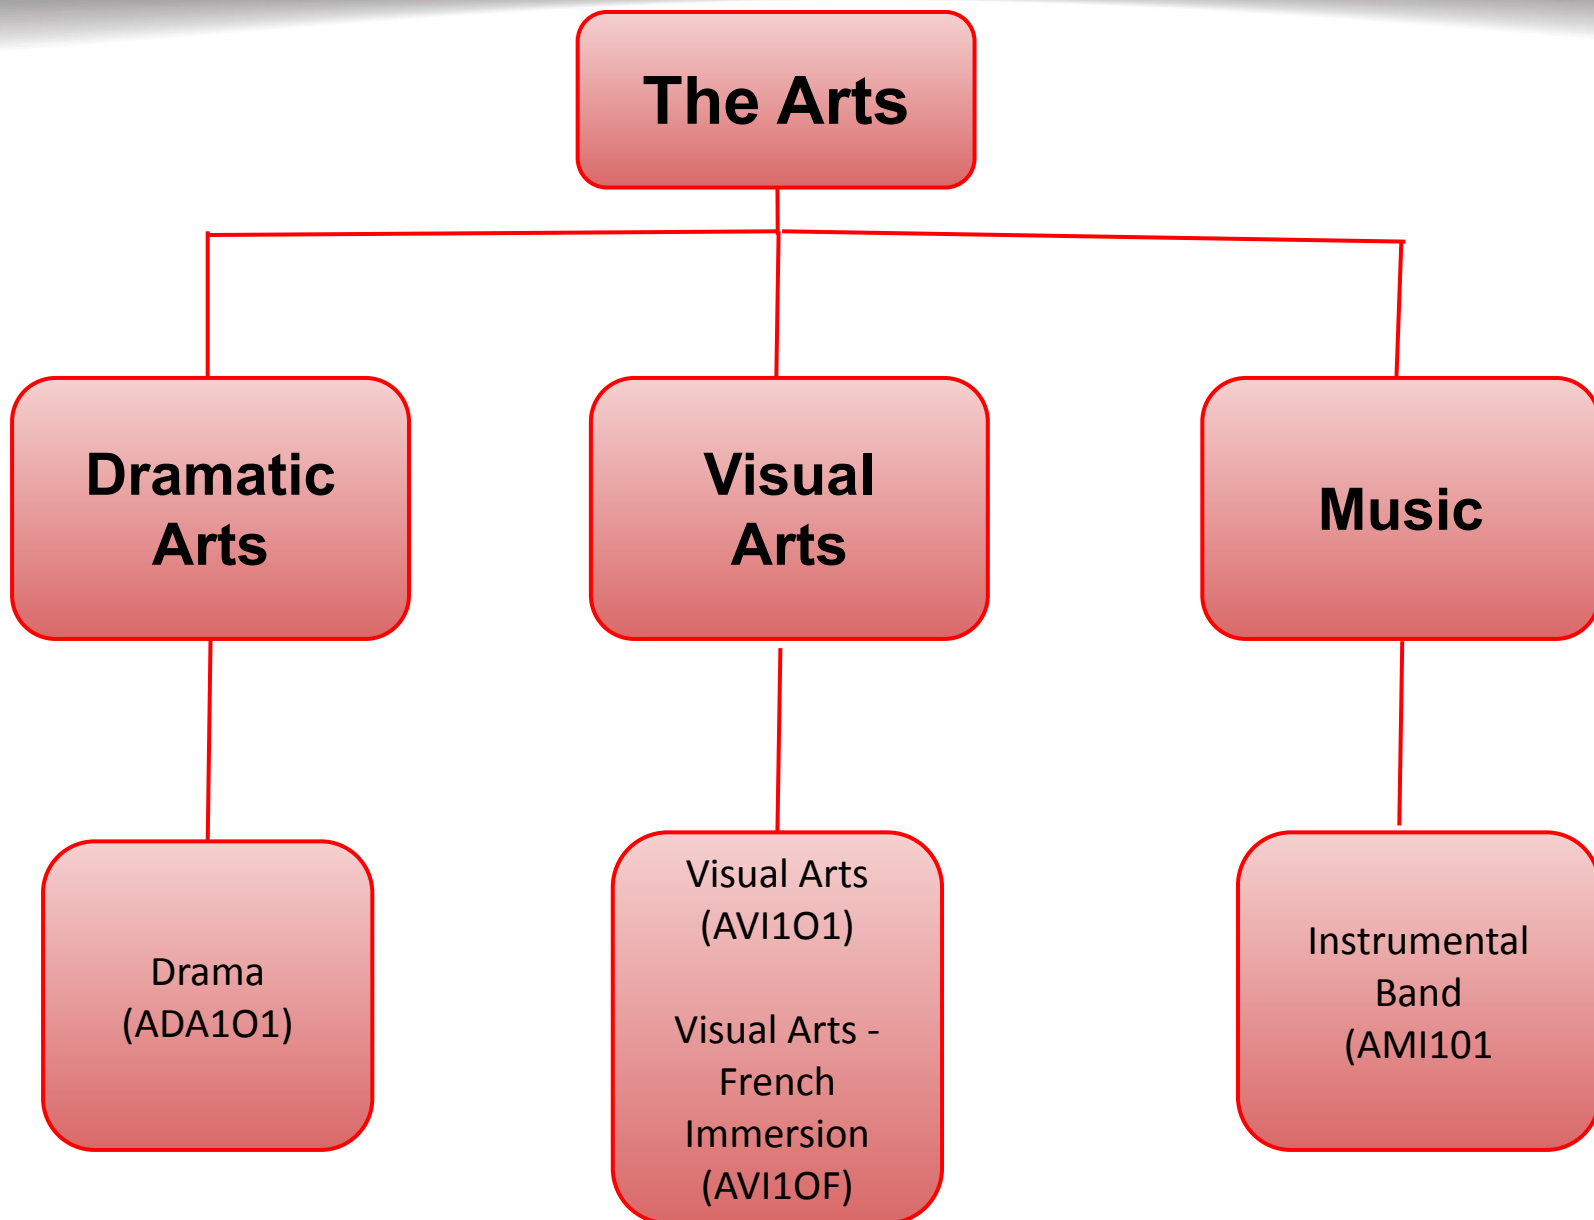 The Arts
Dramatic
Arts
Visual
Arts
Music
Drama
(ADA1O1)
Visual Arts
(AVI1O1)
Visual Arts -
French
Immersion
(AVI1OF)
Instrumental
Band
(AMI101